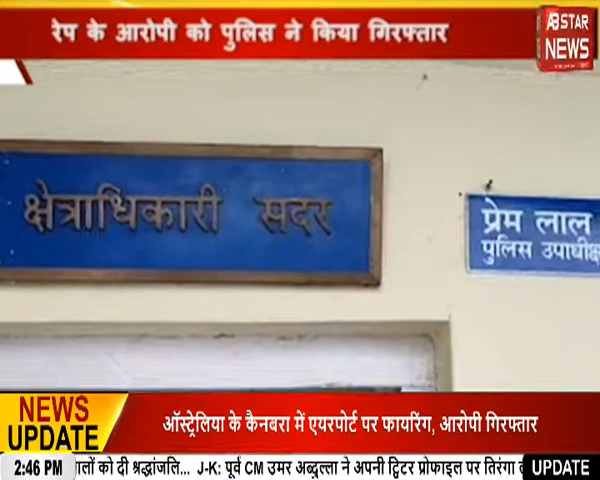 रेप के आरोपी को पुलिस ने किया गिरफ्तार
AB STAR
NEWS
क्षेत्राधिकारी सदर
प्रेम लाल
पुलिस उपाधीक्ष
NEWS
UPDATE
ऑस्ट्रेलिया के कैनबरा में एयरपोर्ट पर फायरिंग, आरोपी गिरफ्तार
2:46 PM
ालों को दी श्रद्धांजलि... J-K: पूर्व CM उमर अब्दुल्ला ने अपनी ट्विटर प्रोफाइल पर तिरंगा
UPDATE